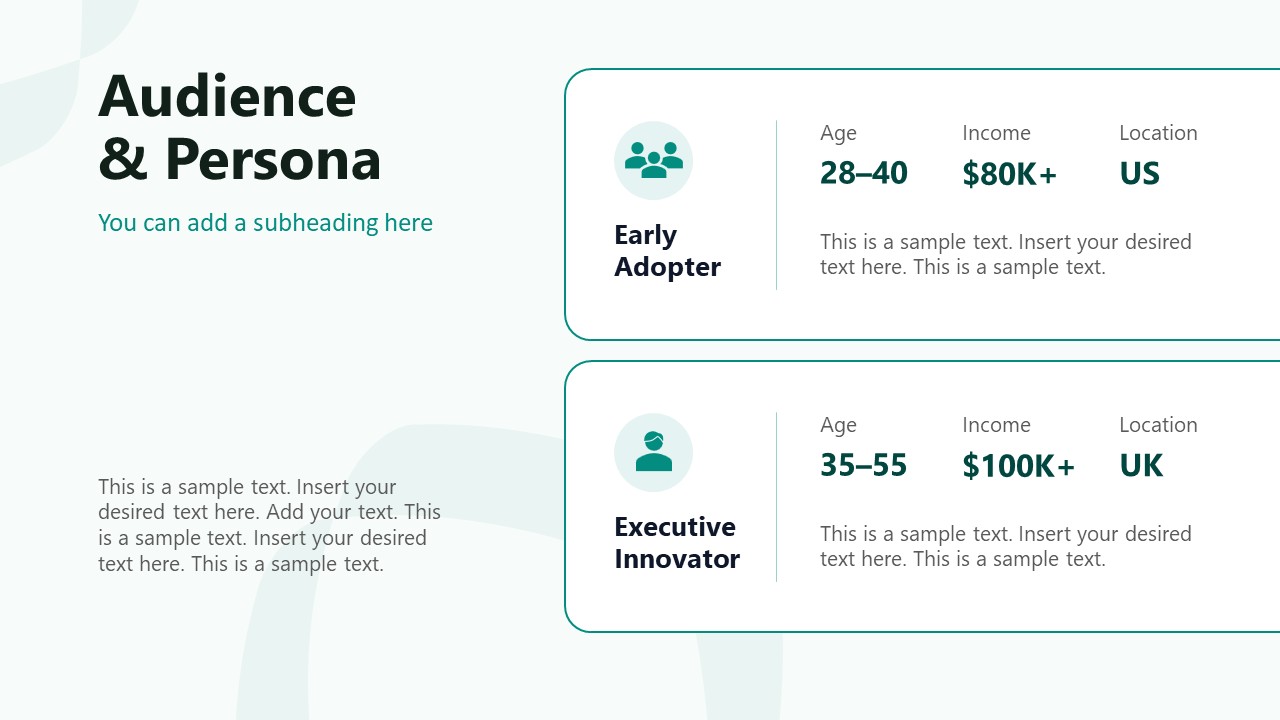 Audience
& Persona
You can add a subheading here
This is a sample text. Insert your
desired text here. Add your text. This
is a sample text. Insert your desired
text here. This is a sample text.
Early
Adopter
Age
28–40
Income
$80K+
Location
US
This is a sample text. Insert your desired
text here. This is a sample text.
Executive
Innovator
Age
35–55
Income
$100K+
Location
UK
This is a sample text. Insert your desired
text here. This is a sample text.